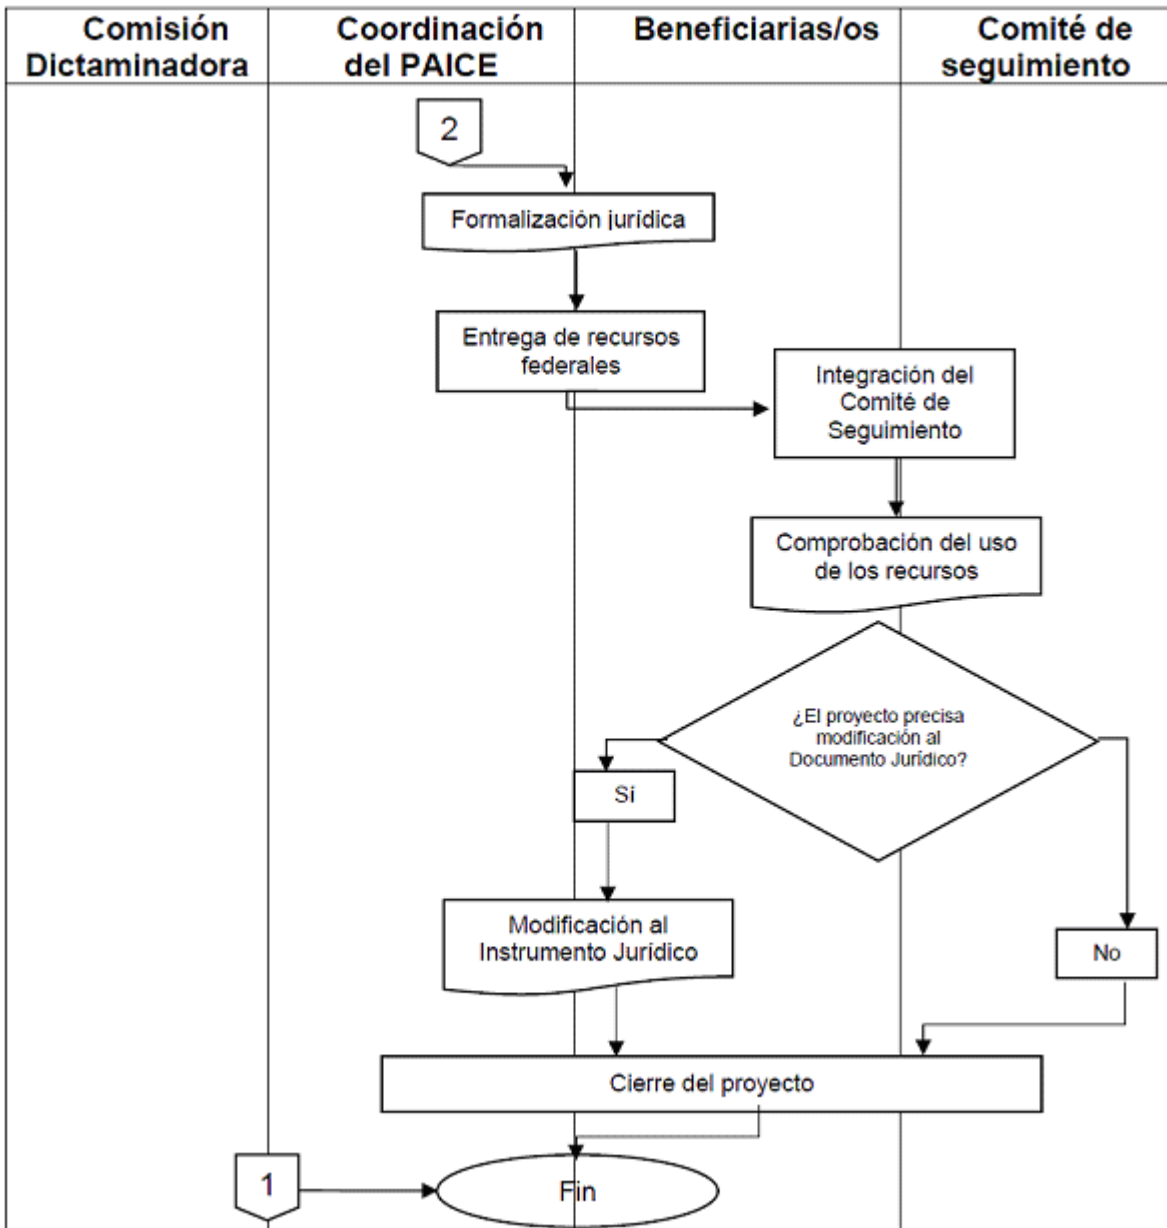 Comisión
Dictaminadora
Coordinación
del PAICE
Beneficiarias/os
Comité de
seguimiento
2
Formalización jurídica
Entrega de recursos
federales
Integración del
Comité de
Seguimiento
Comprobación del uso
de los recursos
¿El proyecto precisa
modificación al
Documento Jurídico?
Sí
Modificación al
Instrumento Jurídico
No
Cierre del proyecto
1
Fin